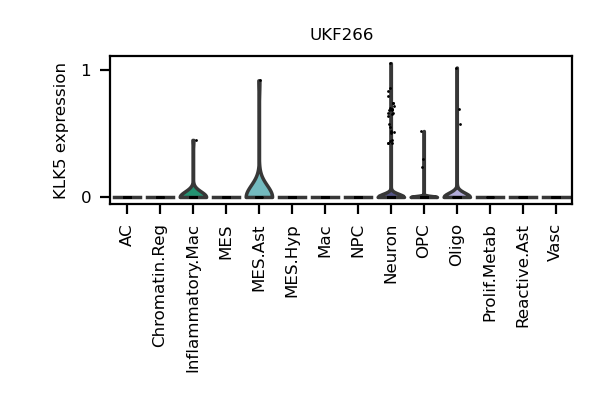 UKF266
KLK5 expression
1
0
AC
Chromatin.Reg
Inflammatory.Mac
MES
MES.Ast
MES.Hyp
Mac
NPC
Neuron
OPC
Oligo
Prolif.Metab
Reactive.Ast
Vasc